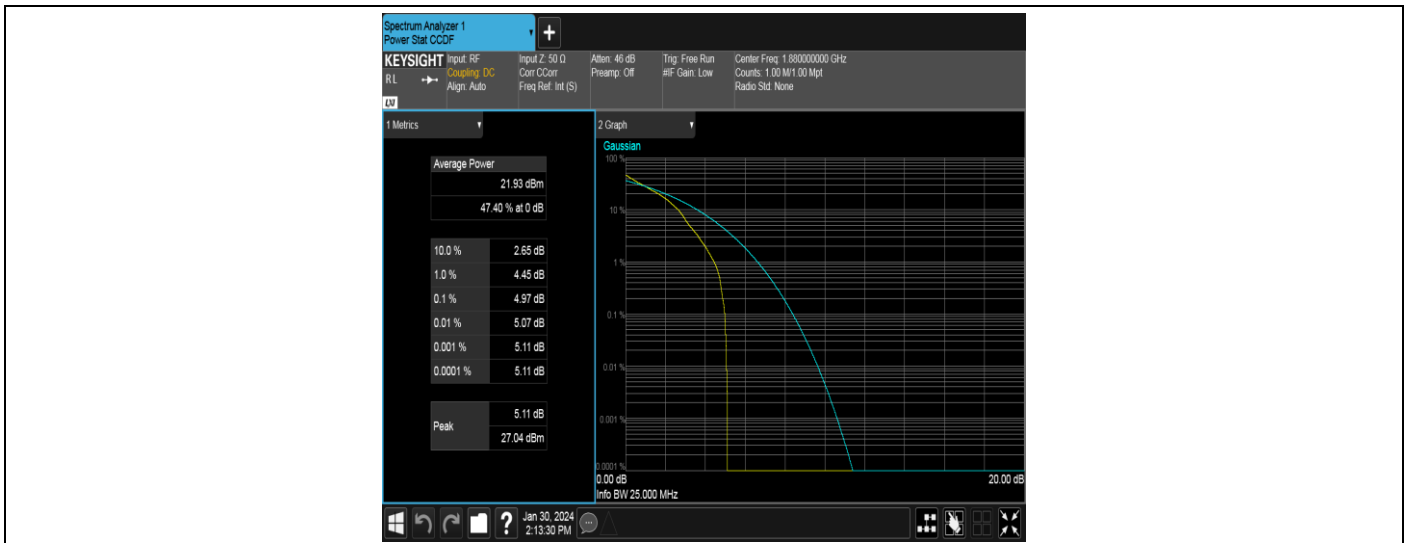 Spectrum Analyzer 1
Power Stat CCDF
+
KEYSIGHT Input: RF Input Z: 50 Ω Atten: 46 dB Trig: Free Run Center Freq: 1.880000000 GHz
RL Coupling: DC Corr CCorr Preamp: Off #IF Gain: Low Counts: 1.00 M/1.00 Mpt
Align: Auto Freq Ref: Int (S) Radio Std: None
LXI
1 Metrics
2 Graph
Average Power
21.93 dBm
47.40 % at 0 dB
10.0 % 2.65 dB
1.0 % 4.45 dB
0.1 % 4.97 dB
0.01 % 5.07 dB
0.001 % 5.11 dB
0.0001 % 5.11 dB
Peak 5.11 dB
27.04 dBm
Gaussian
100 %
10 %
1 %
0.1 %
0.01 %
0.001 %
0.0001 %
0.00 dB 20.00 dB
Info BW 25.000 MHz
? Jan 30, 2024
2:13:30 PM